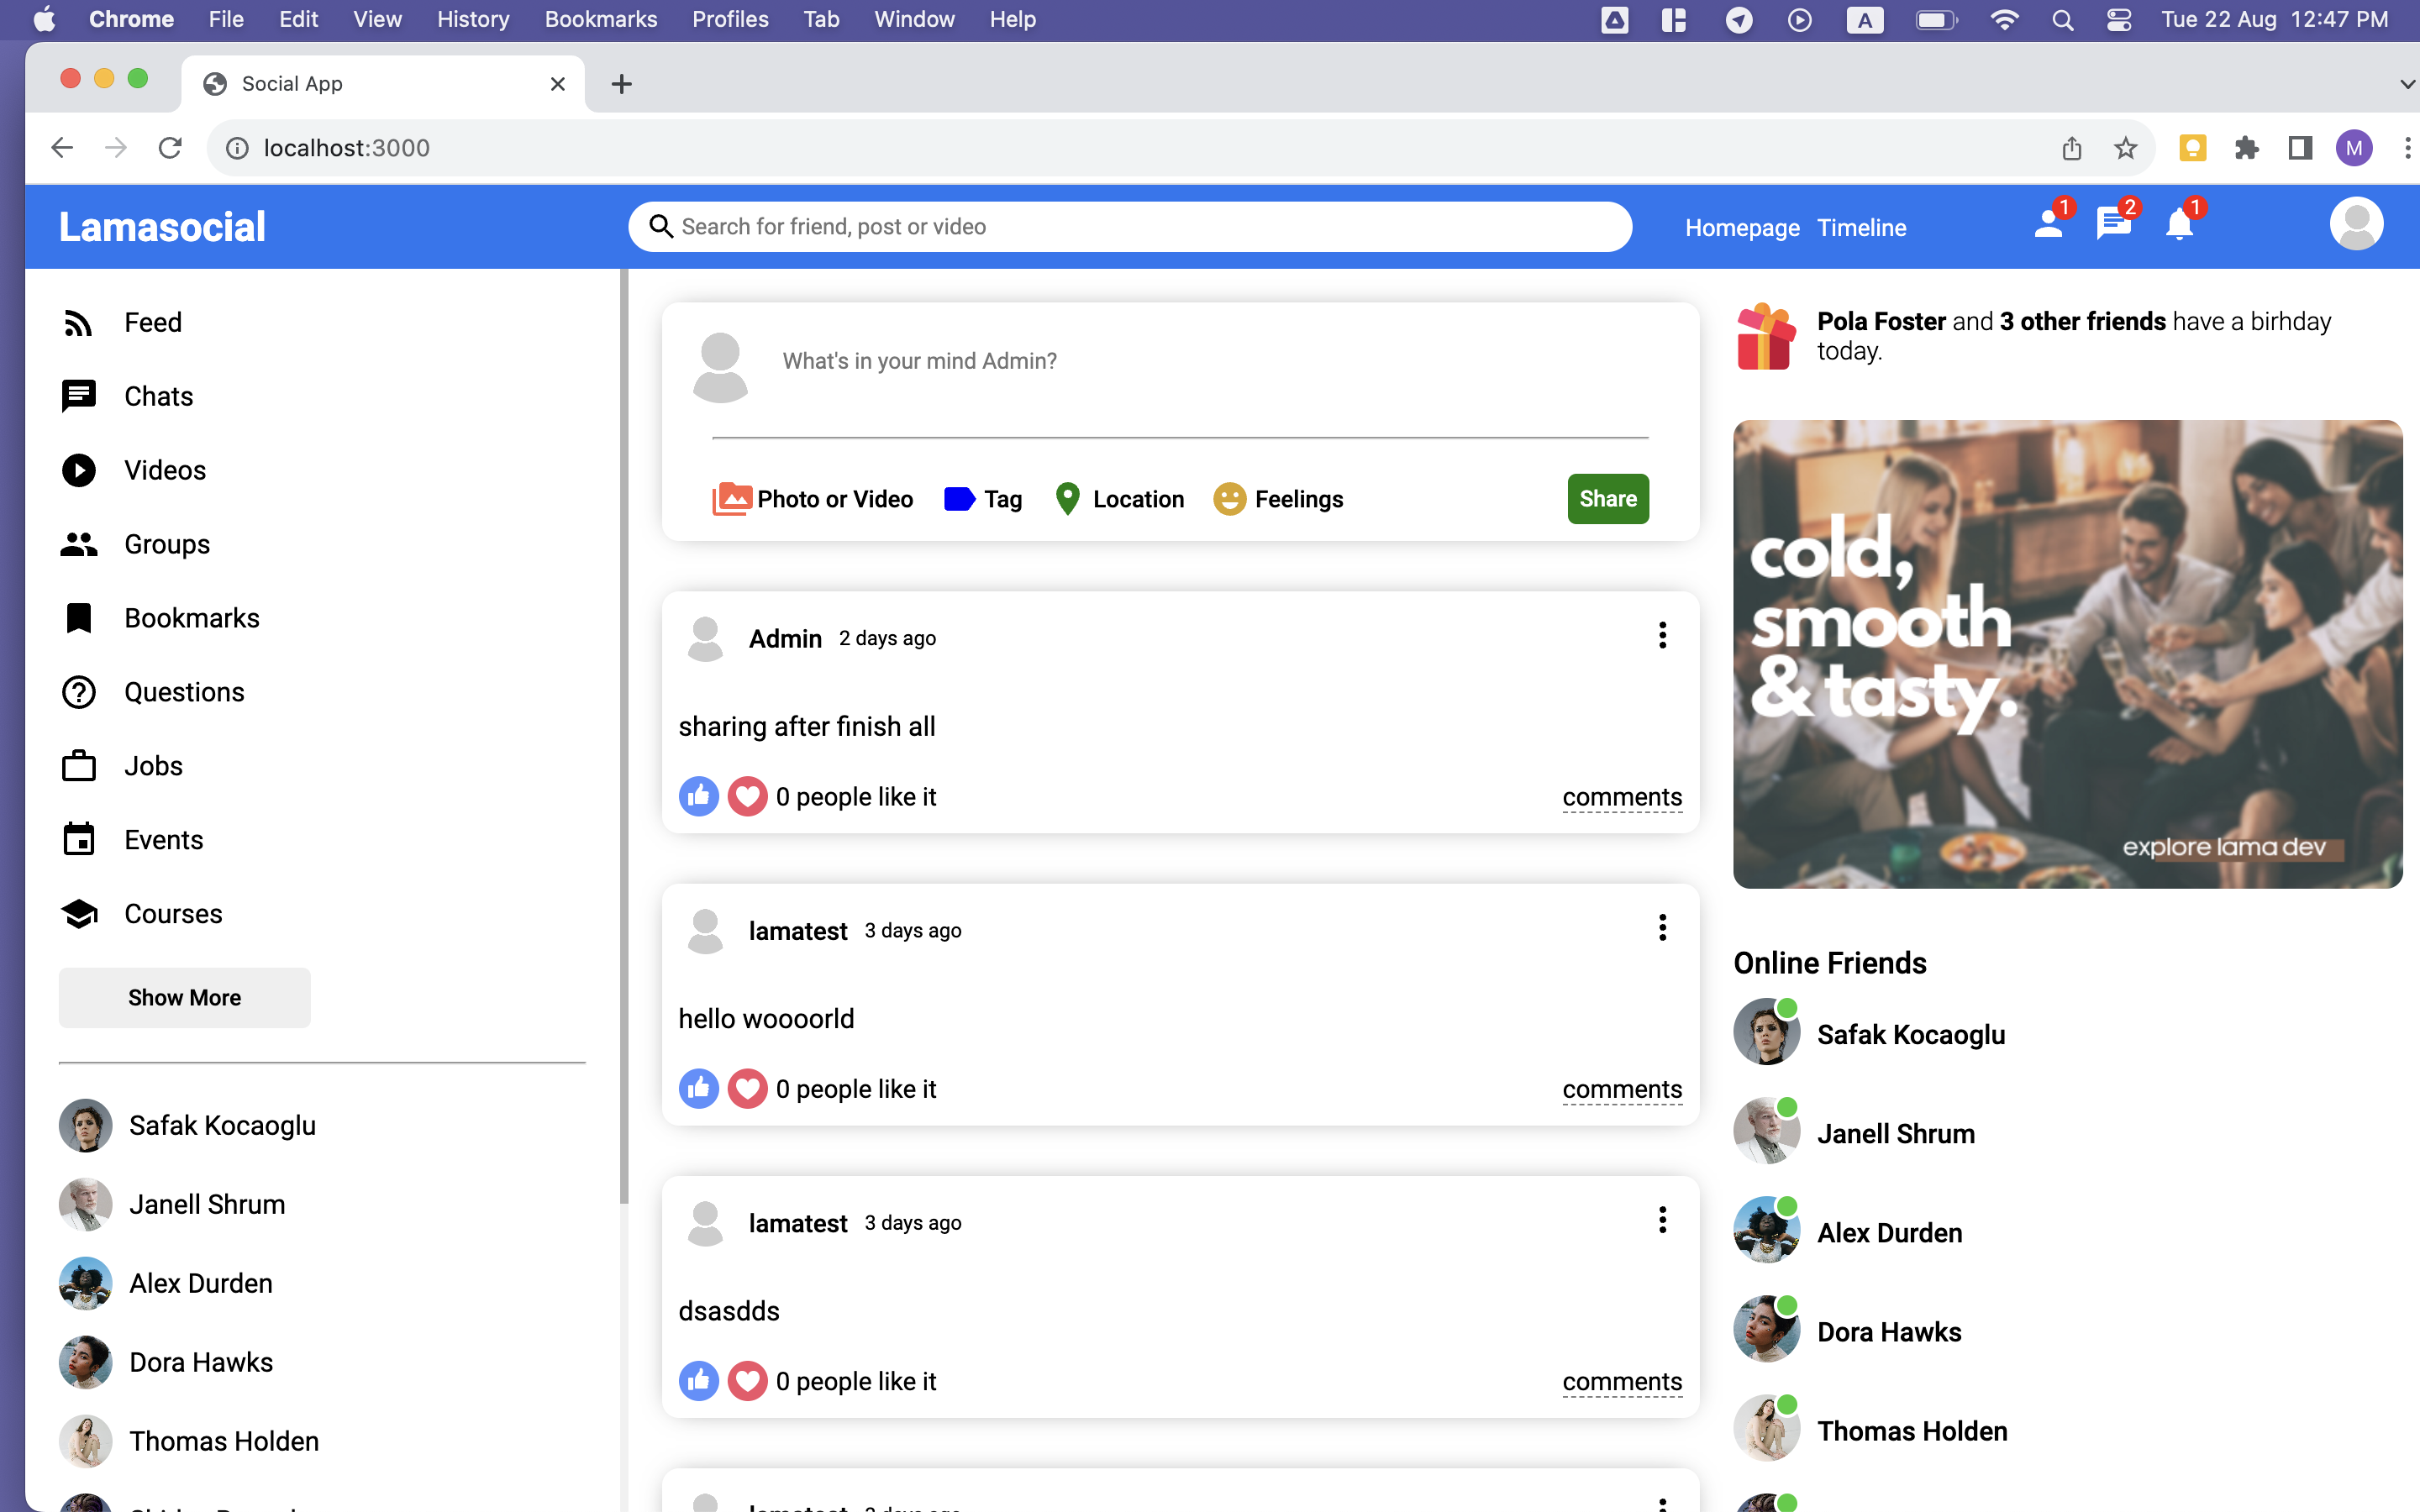 Chrome File Edit View History Bookmarks Profiles Tab Window Help
A
Tue 22 Aug 12:47 PM
Social App
localhost:3000
M
Lamasocial
Search for friend, post or video
Homepage Timeline
1
2
1
Feed
Chats
Videos
Groups
Bookmarks
Questions
Jobs
Events
Courses
Show More
Safak Kocaoglu
Janell Shrum
Alex Durden
Dora Hawks
Thomas Holden
What's in your mind Admin?
Photo or Video Tag Location Feelings Share
Admin 2 days ago
sharing after finish all
0 people like it comments
lamatest 3 days ago
hello woooorld
0 people like it comments
lamatest 3 days ago
dsasdds
0 people like it comments
lamatest 3 days ago
Pola Foster and 3 other friends have a birhday
today.
cold,
smooth
& tasty.
explore lama dev
Online Friends
Safak Kocaoglu
Janell Shrum
Alex Durden
Dora Hawks
Thomas Holden